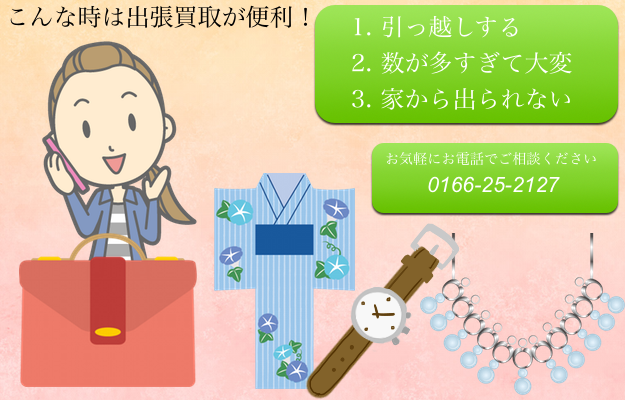 こんな時は出張買取が便利！
1. 引っ越しする
2. 数が多すぎて大変
3. 家から出られない
お気軽にお電話でご相談ください
0166-25-2127